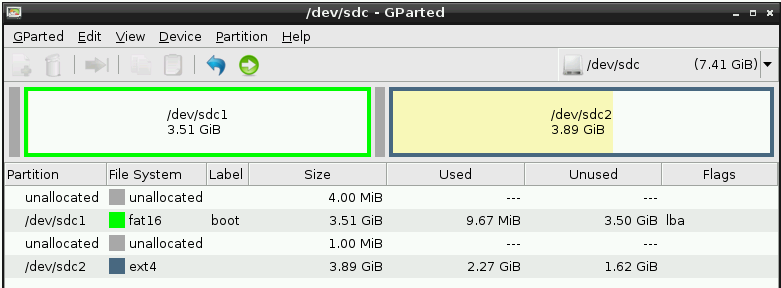 /dev/sdc - GParted
GParted Edit View Device Partition Help
/dev/sdc (7.41 GiB)
/dev/sdc1 /dev/sdc2
3.51 GiB 3.89 GiB
Partition File System Label Size Used Unused Flags
unallocated unallocated 4.00 MiB --- ---
/dev/sdc1 fat16 boot 3.51 GiB 9.67 MiB 3.50 GiB lba
unallocated unallocated 1.00 MiB --- ---
/dev/sdc2 ext4 3.89 GiB 2.27 GiB 1.62 GiB